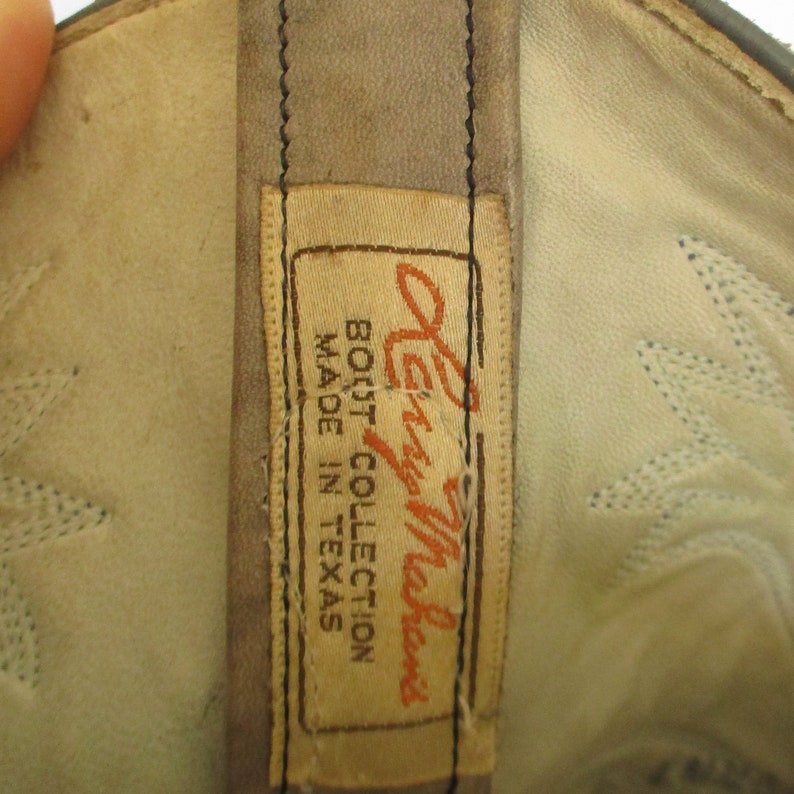 Larry Mahan's
BOOT COLLECTION
MADE IN TEXAS